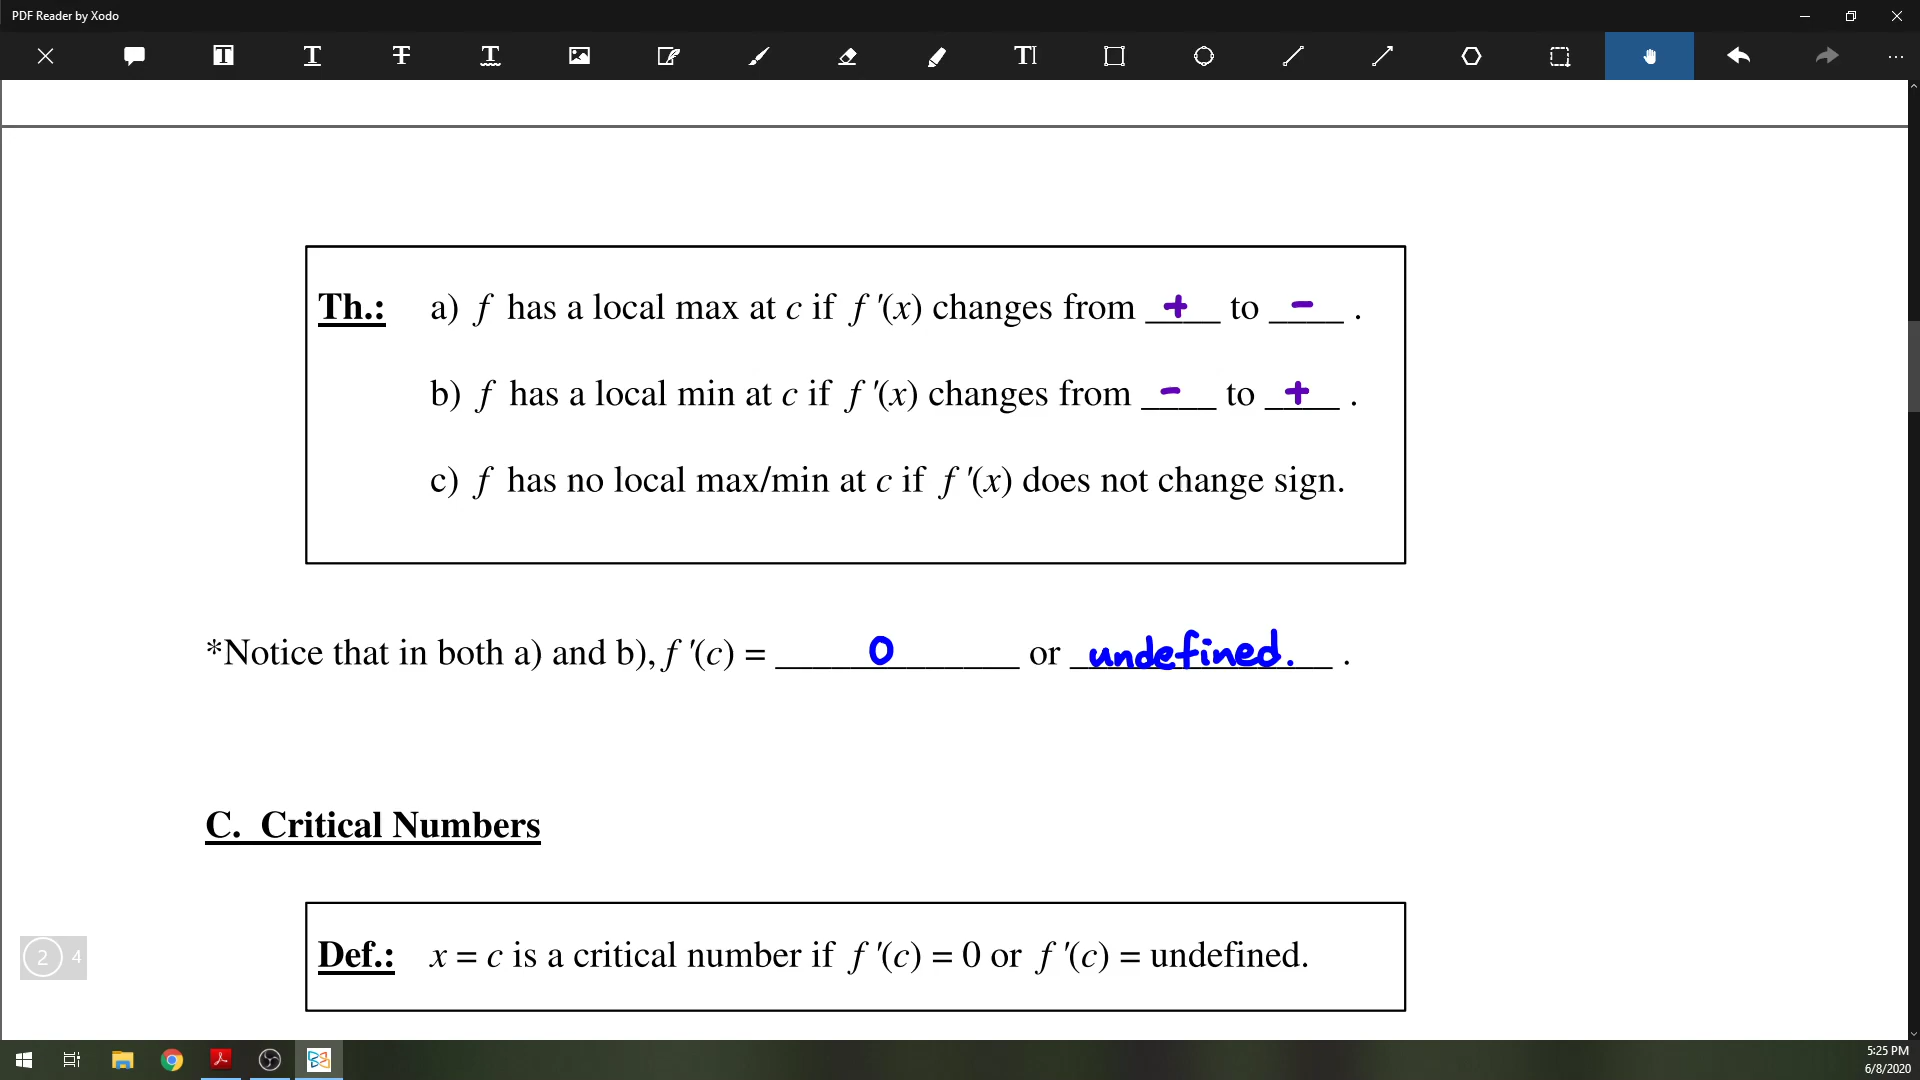 PDF Reader by Xodo
Th.: a) f has a local max at c if f '(x) changes from + to - .
b) f has a local min at c if f '(x) changes from - to + .
c) f has no local max/min at c if f '(x) does not change sign.
*Notice that in both a) and b), f '(c) = 0 or undefined. .
C. Critical Numbers
Def.: x = c is a critical number if f '(c) = 0 or f '(c) = undefined.
2 4
5:25 PM
6/8/2020